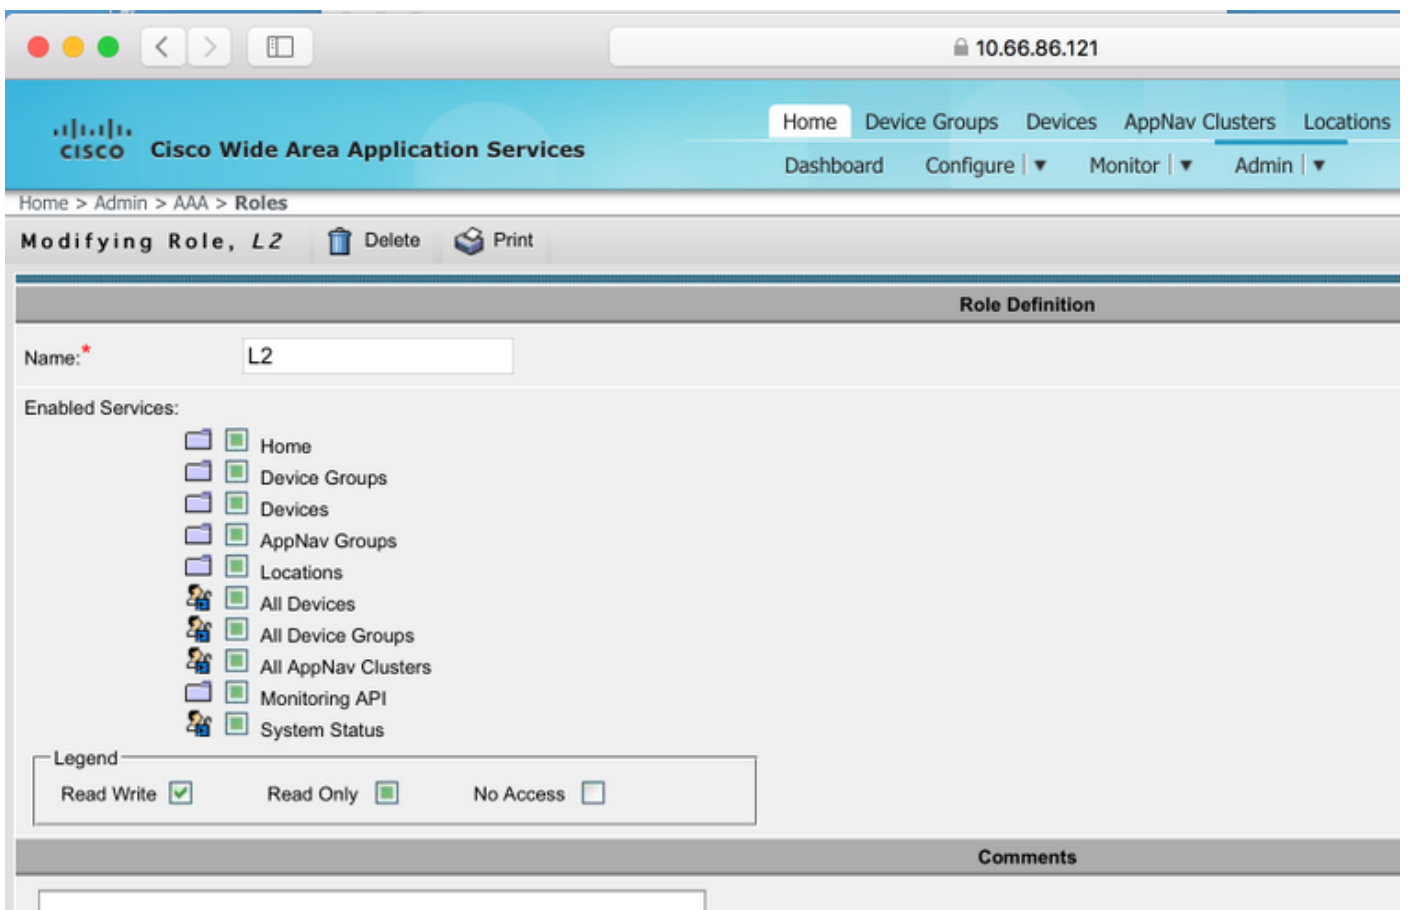 10.66.86.121
CISCO Cisco Wide Area Application Services
Home Device Groups Devices AppNav Clusters Locations
Dashboard Configure | ▼ Monitor | ▼ Admin | ▼
Home > Admin > AAA > Roles
Modifying Role, L2 Delete Print
Role Definition
Name:* L2
Enabled Services:
Home
Device Groups
Devices
AppNav Groups
Locations
All Devices
All Device Groups
All AppNav Clusters
Monitoring API
System Status
Legend
Read Write Read Only No Access
Comments